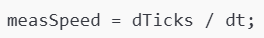 measSpeed = dTicks / dt;